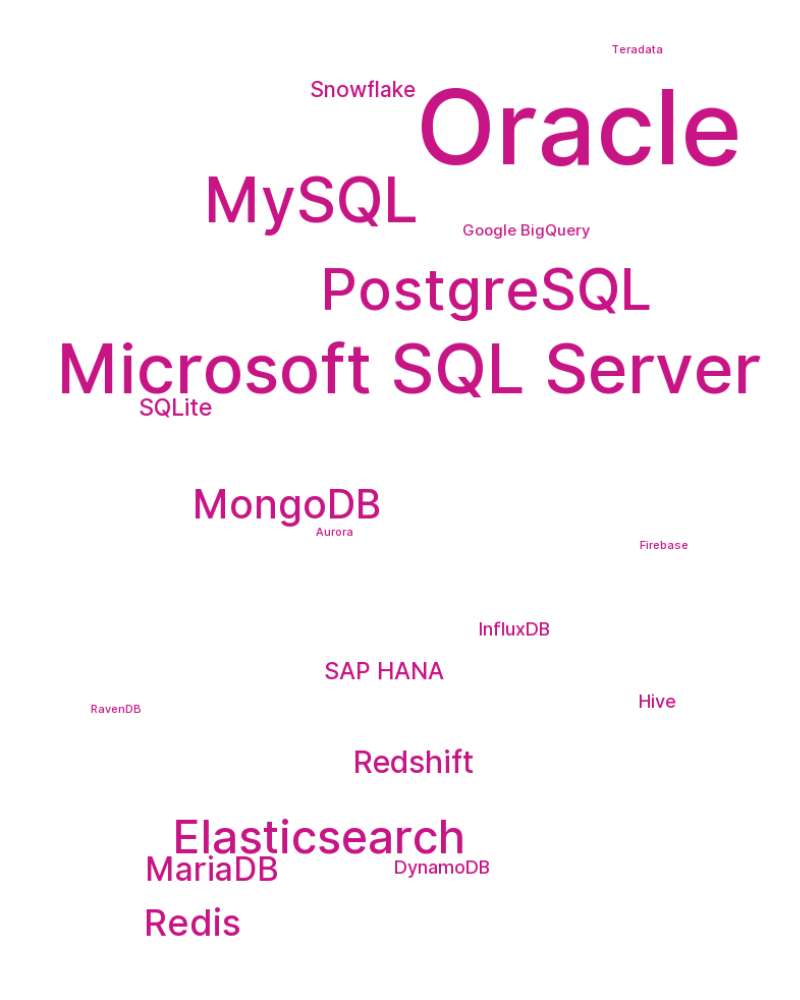 Teradata
Snowflake
Oracle
MySQL
Google BigQuery
PostgreSQL
Microsoft SQL Server
SQLite
MongoDB
Aurora
Firebase
InfluxDB
SAP HANA
Hive
RavenDB
Redshift
Elasticsearch
MariaDB
DynamoDB
Redis